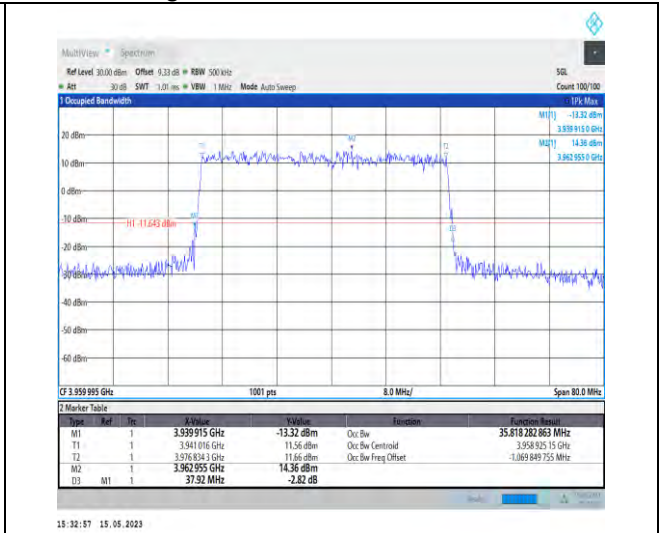 MultiView Spectrum
Ref Level 30.00 dBm Offset 9.33 dB RBW 500 kHz SGL
Att 30 dB SWT 1.01 ms VBW 1 MHz Mode Auto Sweep Count 100/100
1 Occupied Bandwidth 1Pk Max
M1[1] -13.32 dBm
3.939 915 0 GHz
M2[1] 14.36 dBm
3.962 955 0 GHz
20 dBm
M2
T1 T2
10 dBm
0 dBm
-10 dBm
M1
H1 -11.643 dBm
D3
-20 dBm
-30 dBm
-40 dBm
-50 dBm
-60 dBm
CF 3.959 995 GHz 1001 pts 8.0 MHz/ Span 80.0 MHz
2 Marker Table
Type Ref Trc X-Value Y-Value Function Function Result
M1 1 3.939 915 GHz -13.32 dBm Occ Bw 35.818 282 863 MHz
T1 1 3.941 016 GHz 11.56 dBm Occ Bw Centroid 3.958 925 15 GHz
T2 1 3.976 834 3 GHz 11.66 dBm Occ Bw Freq Offset -1.069 849 755 MHz
M2 1 3.962 955 GHz 14.36 dBm
D3 M1 1 37.92 MHz -2.82 dB
15:32:57 15.05.2023